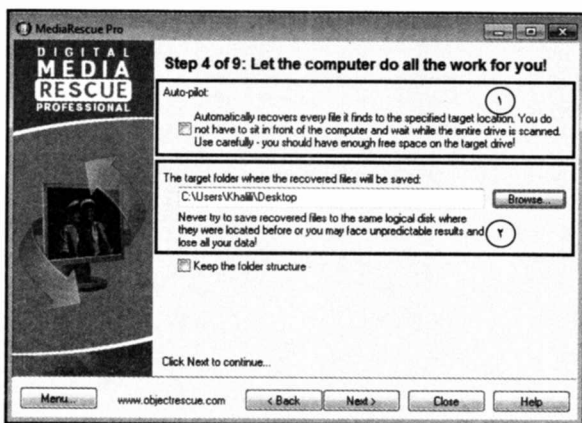 MediaRescue Pro
DIGITAL
MEDIA
RESCUE
PROFESSIONAL
Step 4 of 9: Let the computer do all the work for you!
Auto-pilot:
۱
Automatically recovers every file it finds to the specified target location. You do
not have to sit in front of the computer and wait while the entire drive is scanned.
Use carefully - you should have enough free space on the target drive!
The target folder where the recovered files will be saved:
C:\Users\Khalili\Desktop
Browse...
Never try to save recovered files to the same logical disk where
they were located before or you may face unpredictable results and
lose all your data!
۲
Keep the folder structure
Click Next to continue...
Menu...
www.objectrescue.com
< Back
Next >
Close
Help